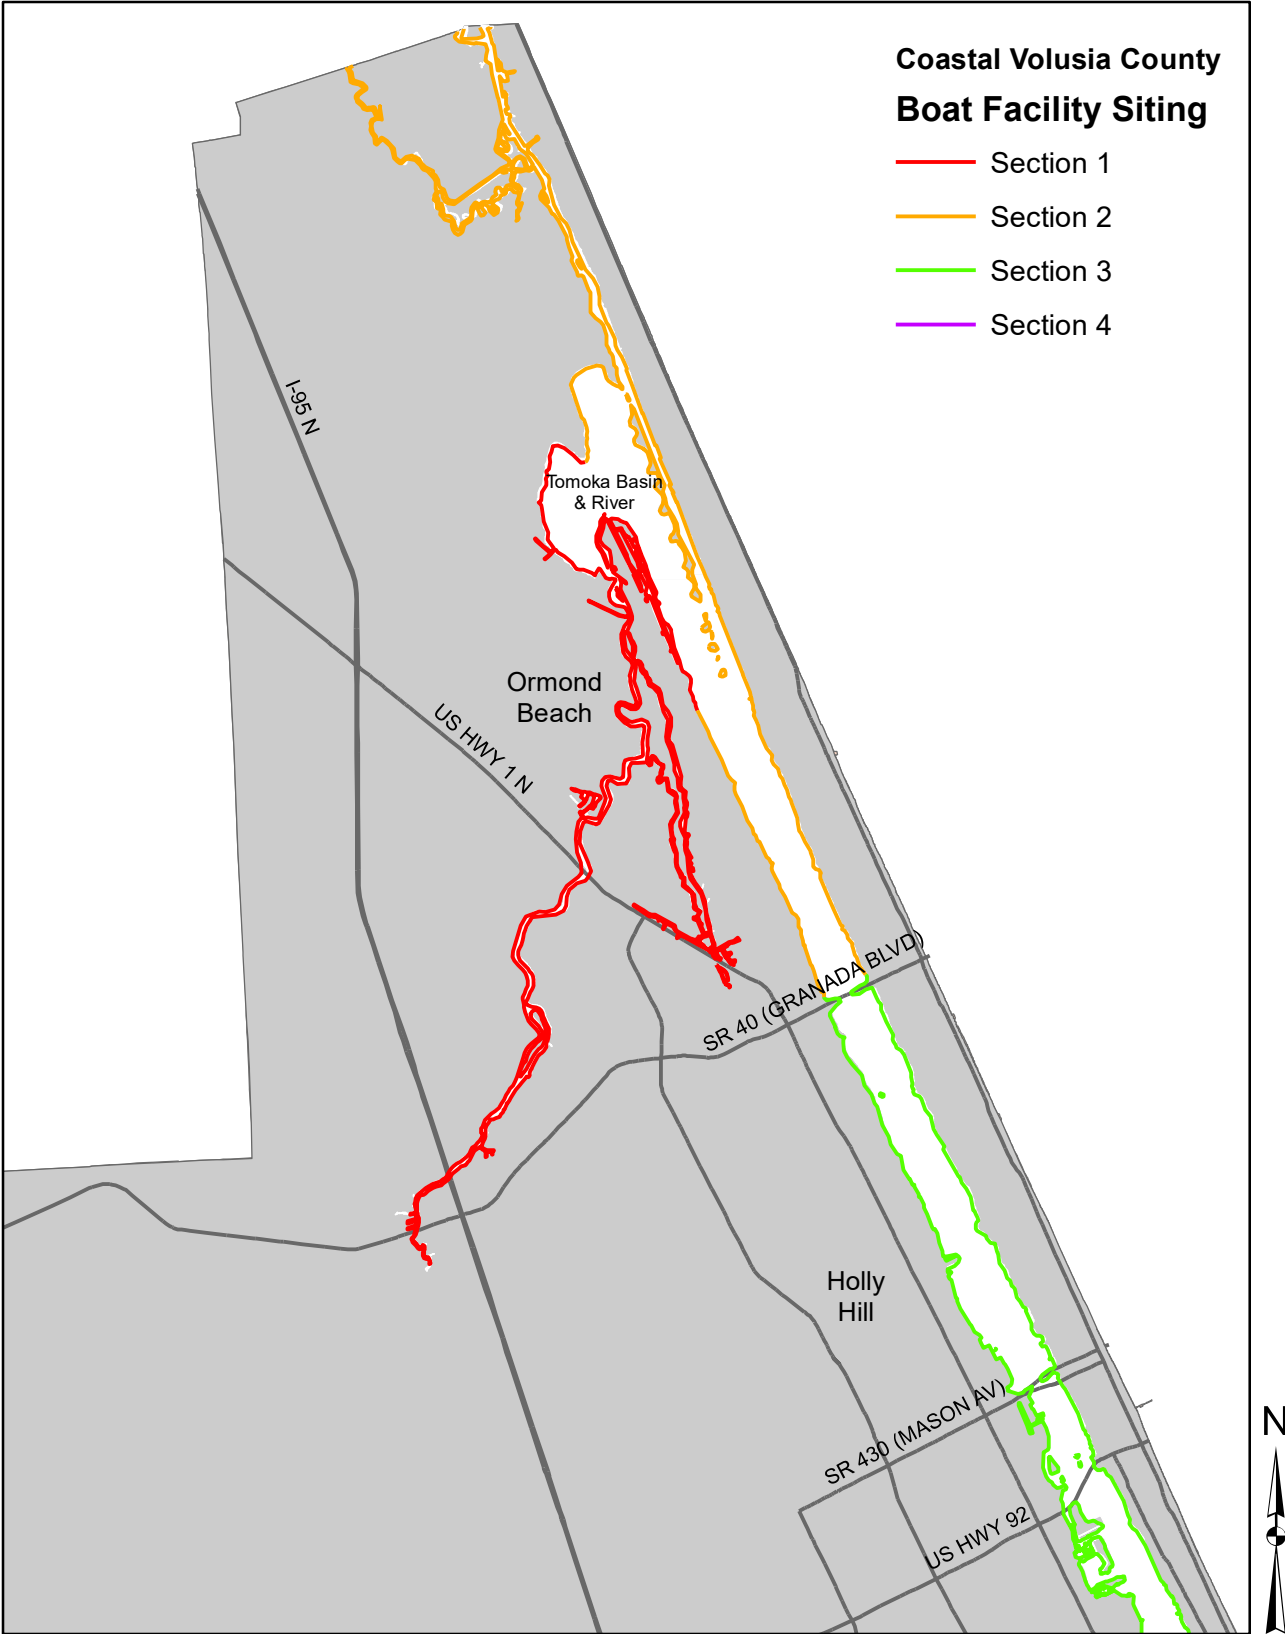 Coastal Volusia County
Boat Facility Siting
Section 1
Section 2
Section 3
Section 4
I-95 N
Tomoka Basin
& River
Ormond
Beach
US HWY 1 N
SR 40 (GRANADA BLVD)
Holly
Hill
SR 430 (MASON AV)
US HWY 92
N